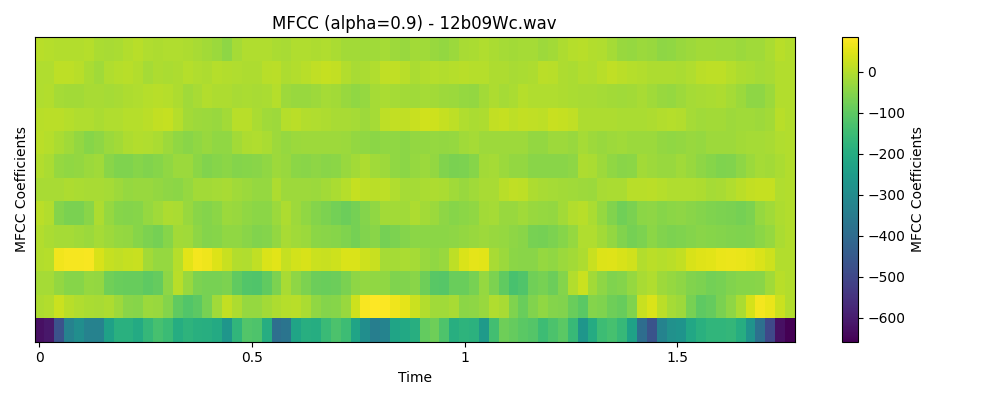 MFCC (alpha=0.9) - 12b09Wc.wav
MFCC Coefficients
0
−100
−200
−300
−400
−500
−600
MFCC Coefficients
0
0.5
1
1.5
Time